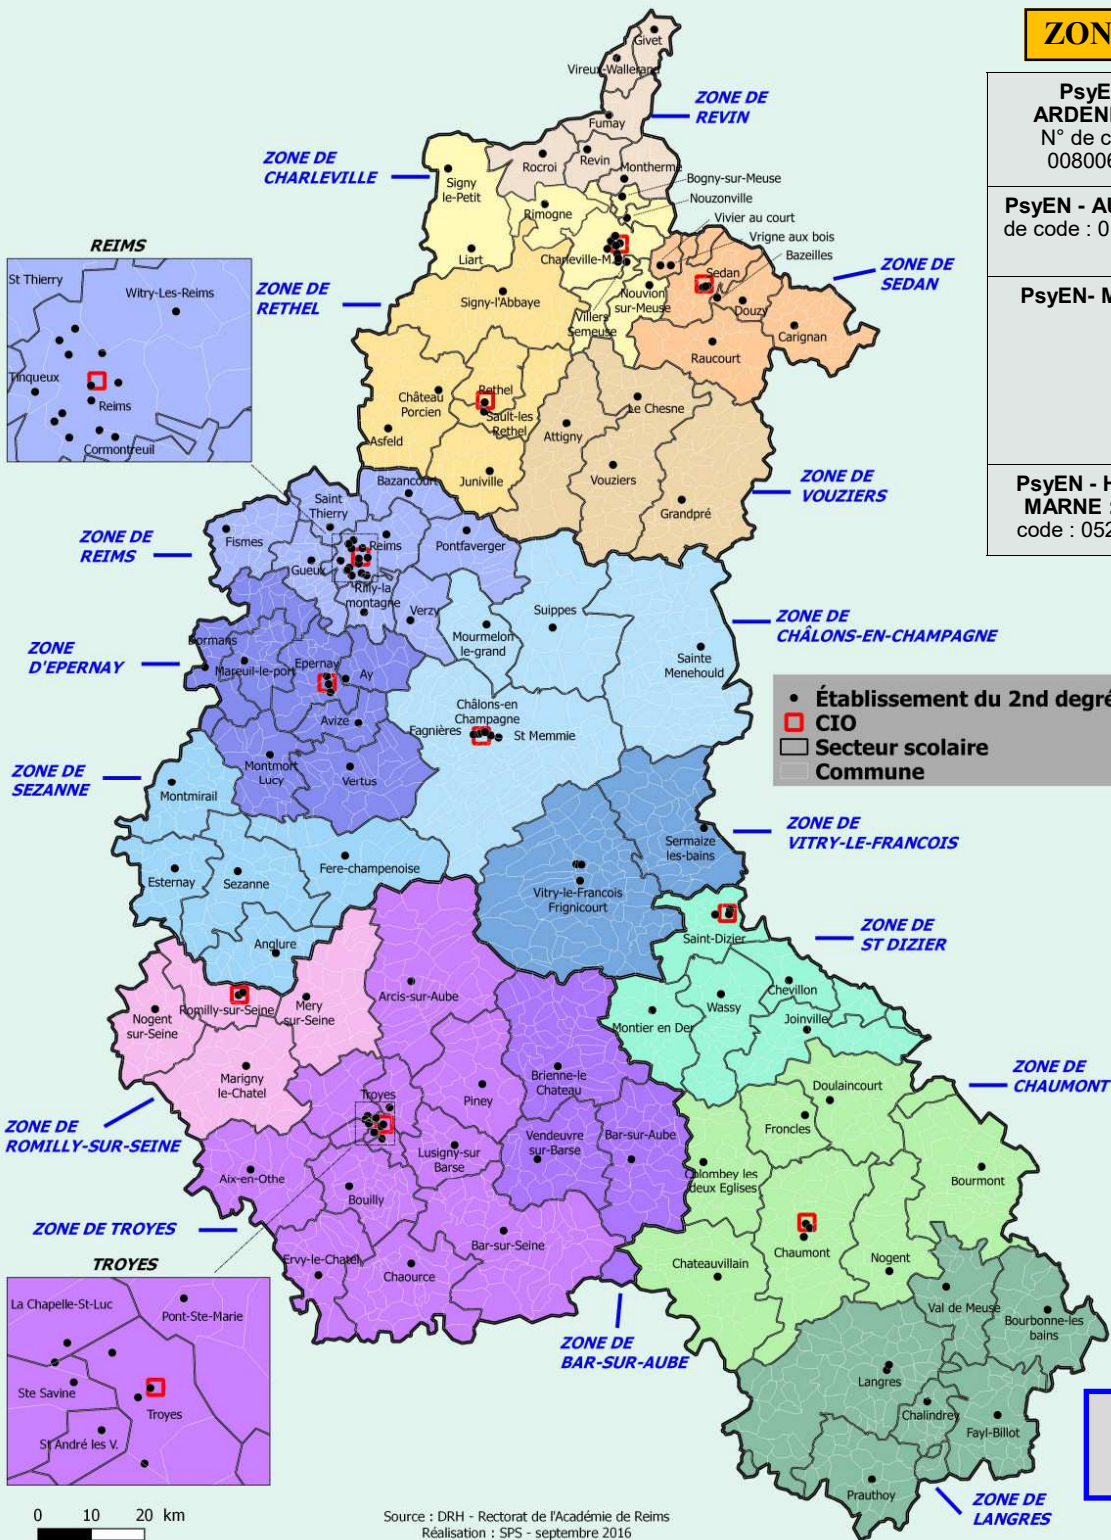 ZON
PsyE
ARDEN
N° de c
008006
PsyEN - AU
de code : 0
PsyEN- M
PsyEN - H
MARNE :
code : 052
Givet
Vireux-Wallerand
ZONE DE
REVIN
Fumay
Rocroi
Revin
Montherme
ZONE DE
CHARLEVILLE
Signy
le-Petit
Bogny-sur-Meuse
Nouzonville
Rimogne
Vivier au court
Vrigne aux bois
Bazeilles
REIMS
St Thierry
Witry-Les-Reims
Tinqueux
Reims
Cormontreuil
Liart
Charleville-M.
Sedan
ZONE DE
SEDAN
ZONE DE
RETHEL
Signy-l'Abbaye
Nouvion
sur-Meuse
Villers
Semeuse
Douzy
Carignan
Raucourt
Château
Porcien
Rethel
Sault-les
Rethel
Le Chesne
Asfeld
Attigny
Juniville
Vouziers
ZONE DE
VOUZIERS
Grandpré
Bazancourt
Saint
Thierry
ZONE DE
REIMS
Fismes
Reims
Pontfaverger
Gueux
Rilly-la
montagne
Verzy
Mourmelon
le-grand
Suippes
ZONE DE
CHÂLONS-EN-CHAMPAGNE
Sainte
Menehould
ZONE
D'EPERNAY
Dormans
Mareuil-le-port
Epernay
Ay
Avize
Châlons-en
Champagne
Fagnières
St Memmie
Établissement du 2nd degré
CIO
Secteur scolaire
Commune
Montmort
Lucy
Vertus
ZONE DE
SEZANNE
Montmirail
Sermaize
les-bains
ZONE DE
VITRY-LE-FRANCOIS
Esternay
Sezanne
Fere-champenoise
Vitry-le-Francois
Frignicourt
Anglure
Saint-Dizier
ZONE DE
ST DIZIER
Nogent
sur-Seine
Romilly-sur-Seine
Mery
sur-Seine
Arcis-sur-Aube
Chevillon
Wassy
Montier en Der
Joinville
Marigny
le-Chatel
Brienne-le
Chateau
ZONE DE
CHAUMONT
Doulaincourt
Troyes
Piney
Froncles
ZONE DE
ROMILLY-SUR-SEINE
Lusigny-sur
Barse
Vendeuvre
sur-Barse
Bar-sur-Aube
Colombey les
deux Eglises
Bourmont
Aix-en-Othe
Bouilly
ZONE DE TROYES
Bar-sur-Seine
Chaumont
Ervy-le-Chatel
Chaource
Chateauvillain
Nogent
TROYES
La Chapelle-St-Luc
Pont-Ste-Marie
Ste Savine
Troyes
St André les V.
ZONE DE
BAR-SUR-AUBE
Val de Meuse
Bourbonne-les
bains
Langres
Chalindrey
Fayl-Billot
Prauthoy
ZONE DE
LANGRES
0 10 20 km
Source : DRH - Rectorat de l'Académie de Reims
Réalisation : SPS - septembre 2016